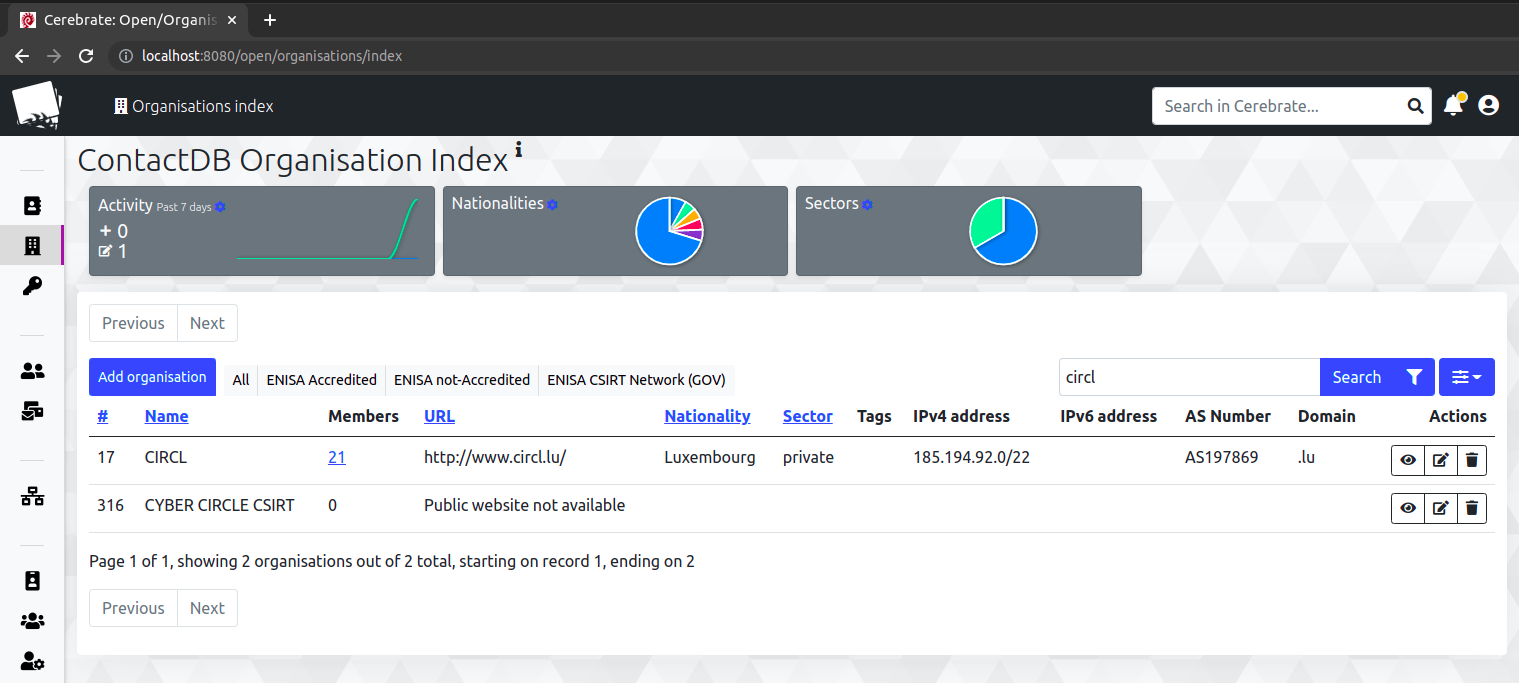 Cerebrate: Open/Organis
localhost:8080/open/organisations/index
Organisations index
Search in Cerebrate...
ContactDB Organisation Index i
Activity Past 7 days
+ 0
1
Nationalities
Sectors
Previous Next
Add organisation All ENISA Accredited ENISA not-Accredited ENISA CSIRT Network (GOV) circl Search
# Name Members URL Nationality Sector Tags IPv4 address IPv6 address AS Number Domain Actions
17 CIRCL 21 http://www.circl.lu/ Luxembourg private 185.194.92.0/22 AS197869 .lu
316 CYBER CIRCLE CSIRT 0 Public website not available
Page 1 of 1, showing 2 organisations out of 2 total, starting on record 1, ending on 2
Previous Next